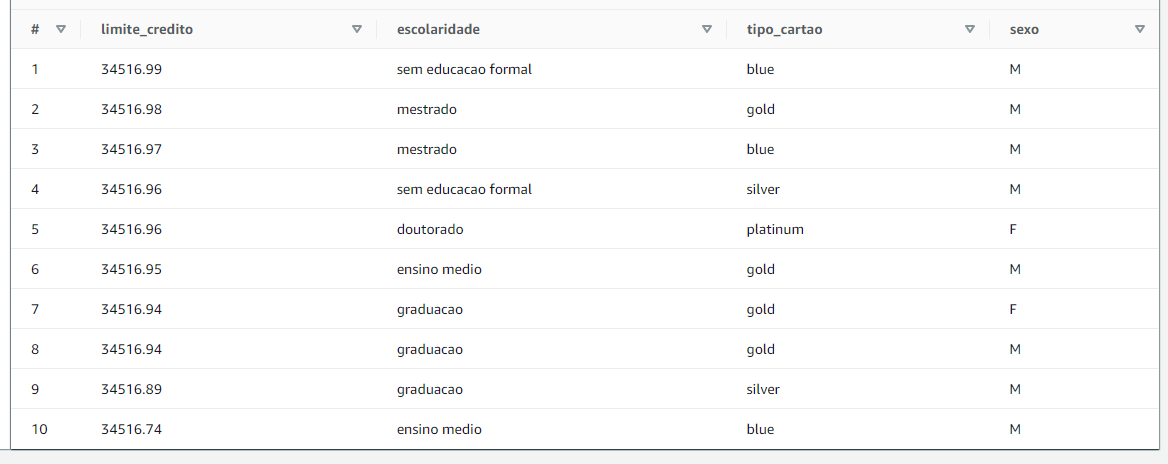 # limite_credito escolaridade tipo_cartao sexo
1 34516.99 sem educacao formal blue M
2 34516.98 mestrado gold M
3 34516.97 mestrado blue M
4 34516.96 sem educacao formal silver M
5 34516.96 doutorado platinum F
6 34516.95 ensino medio gold M
7 34516.94 graduacao gold F
8 34516.94 graduacao gold M
9 34516.89 graduacao silver M
10 34516.74 ensino medio blue M